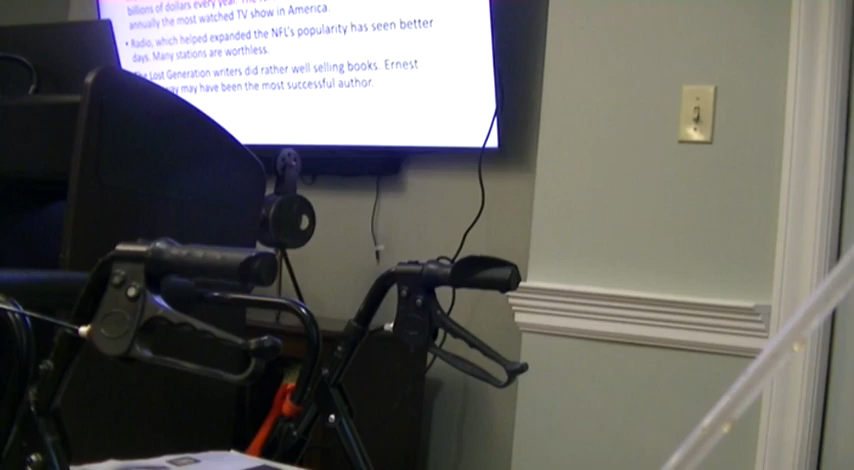 billions of dollars every year. The
annually the most watched TV show in America.
• Radio, which helped expanded the NFL's popularity has seen better
days. Many stations are worthless.
The Lost Generation writers did rather well selling books. Ernest
may have been the most successful author.